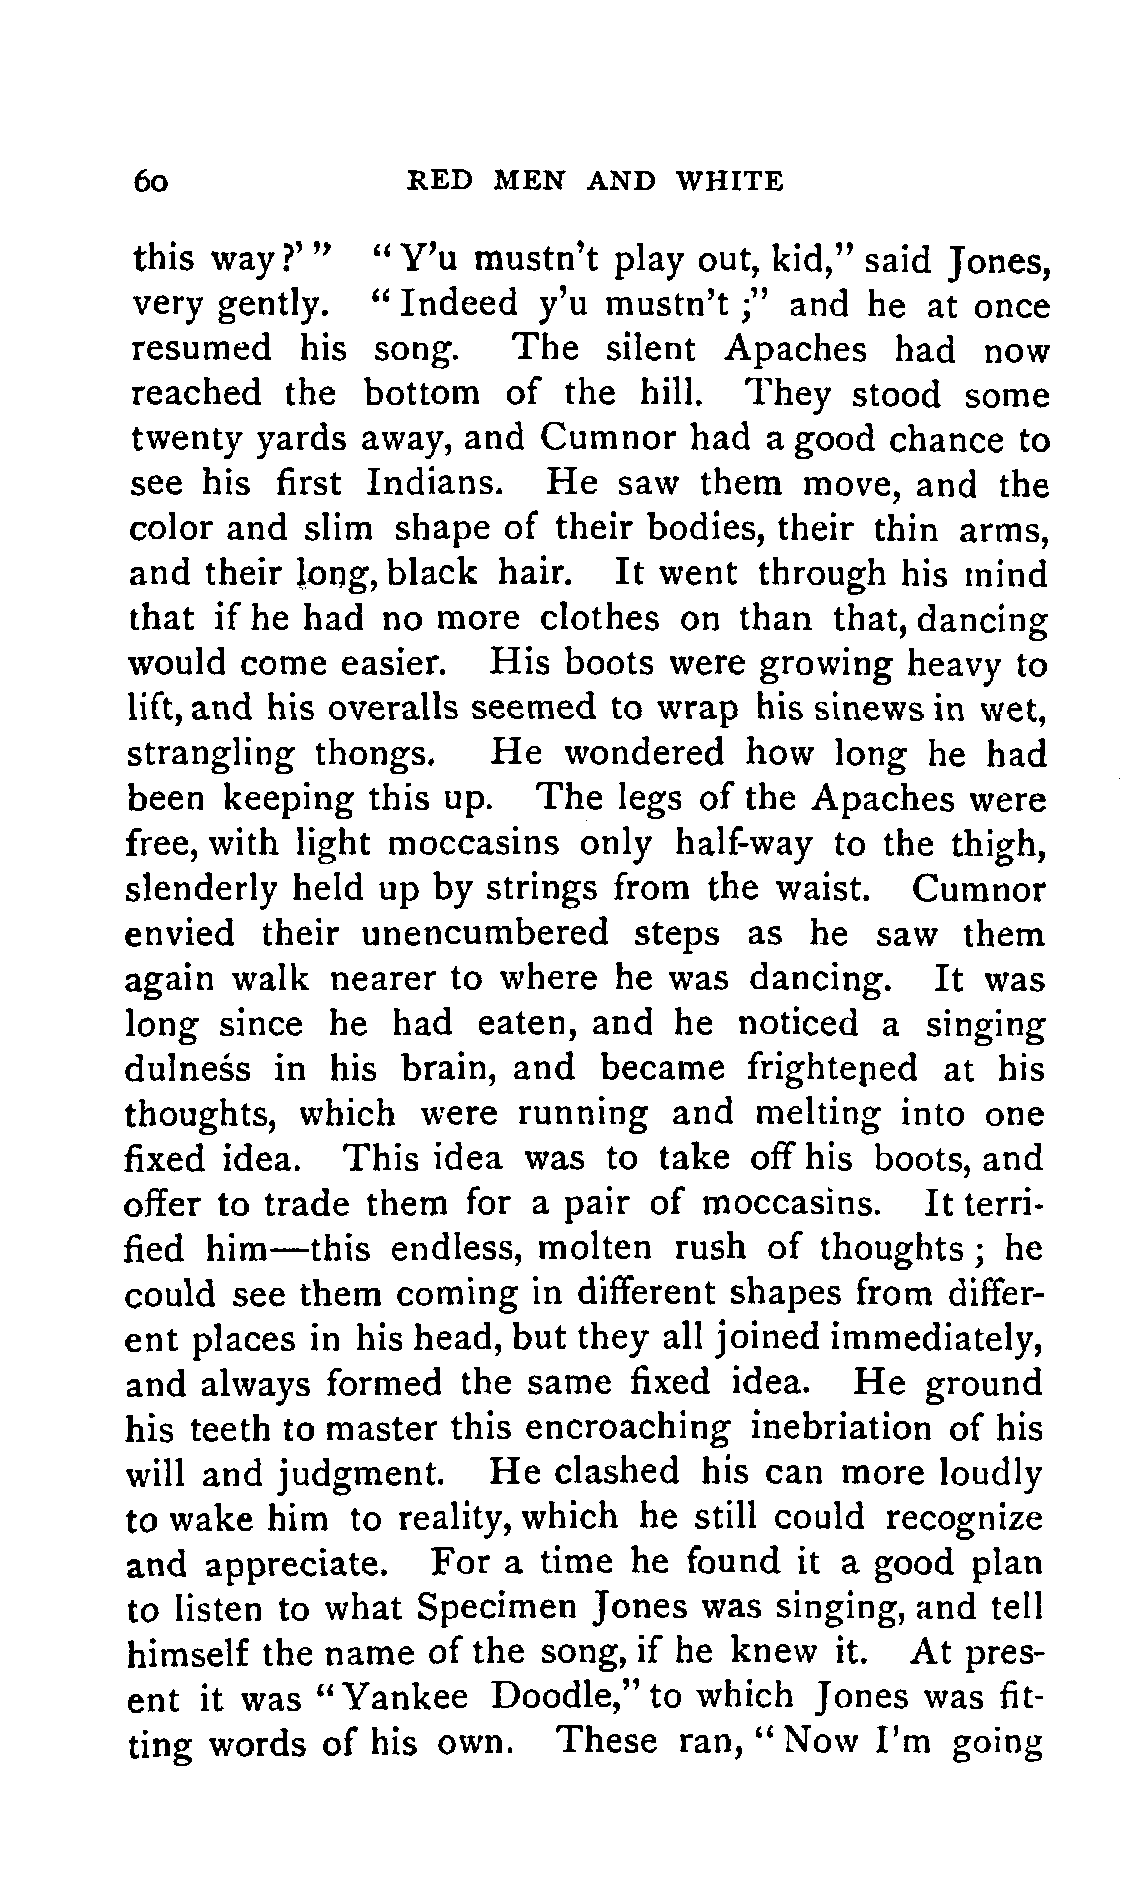 60 RED MEN AND WHITE
this way?'" "Y'u mustn't play out, kid," said Jones,
very gently. "Indeed y'u mustn't;" and he at once
resumed his song. The silent Apaches had now
reached the bottom of the hill. They stood some
twenty yards away, and Cumnor had a good chance to
see his first Indians. He saw them move, and the
color and slim shape of their bodies, their thin arms,
and their long, black hair. It went through his mind
that if he had no more clothes on than that, dancing
would come easier. His boots were growing heavy to
lift, and his overalls seemed to wrap his sinews in wet,
strangling thongs. He wondered how long he had
been keeping this up. The legs of the Apaches were
free, with light moccasins only half-way to the thigh,
slenderly held up by strings from the waist. Cumnor
envied their unencumbered steps as he saw them
again walk nearer to where he was dancing. It was
long since he had eaten, and he noticed a singing
dulness in his brain, and became frightened at his
thoughts, which were running and melting into one
fixed idea. This idea was to take off his boots, and
offer to trade them for a pair of moccasins. It terri-
fied him—this endless, molten rush of thoughts; he
could see them coming in different shapes from differ-
ent places in his head, but they all joined immediately,
and always formed the same fixed idea. He ground
his teeth to master this encroaching inebriation of his
will and judgment. He clashed his can more loudly
to wake him to reality, which he still could recognize
and appreciate. For a time he found it a good plan
to listen to what Specimen Jones was singing, and tell
himself the name of the song, if he knew it. At pres-
ent it was "Yankee Doodle," to which Jones was fit-
ting words of his own. These ran, "Now I'm going